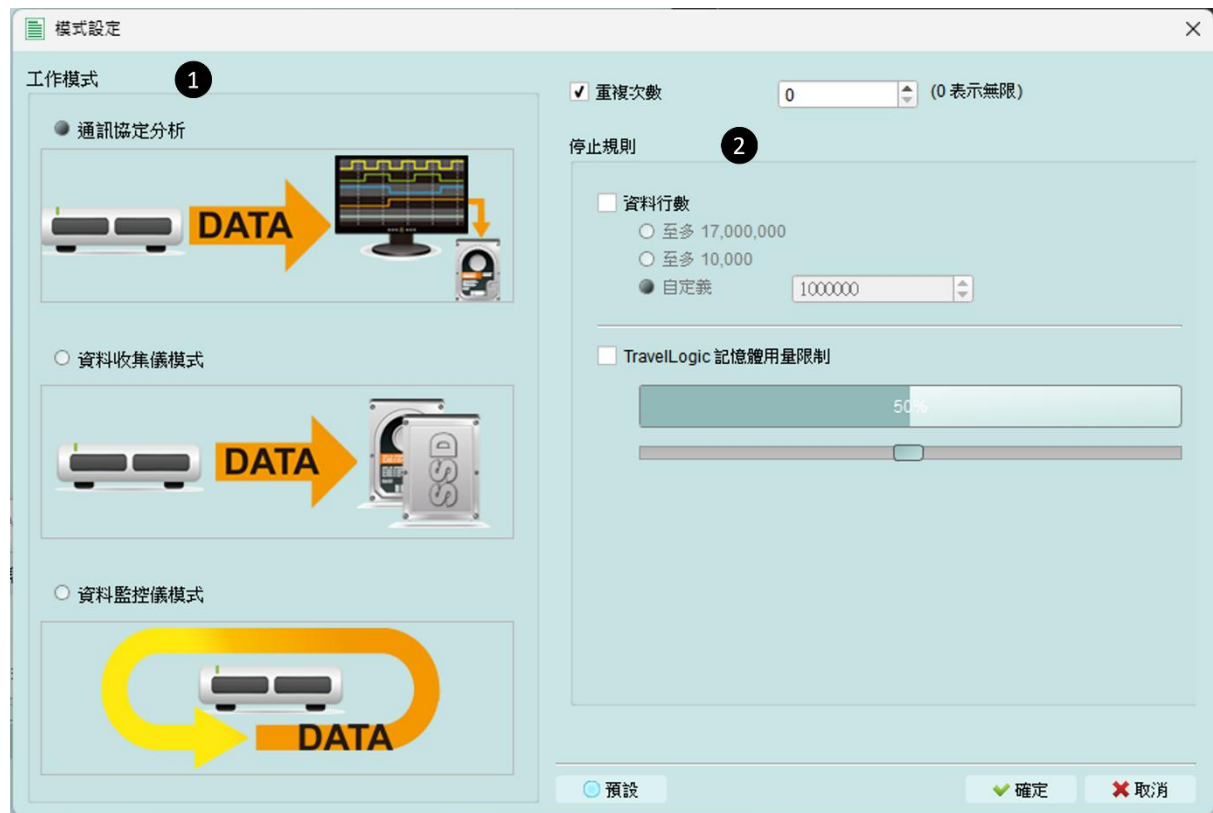 模式設定
工作模式 1
通訊協定分析
DATA
資料收集儀模式
DATA
SSD
資料監控儀模式
DATA
重複次數 0 (0 表示無限)
停止規則 2
資料行數
至多 17,000,000
至多 10,000
自定義 1000000
TravelLogic 記憶體用量限制
50%
預設 確定 取消